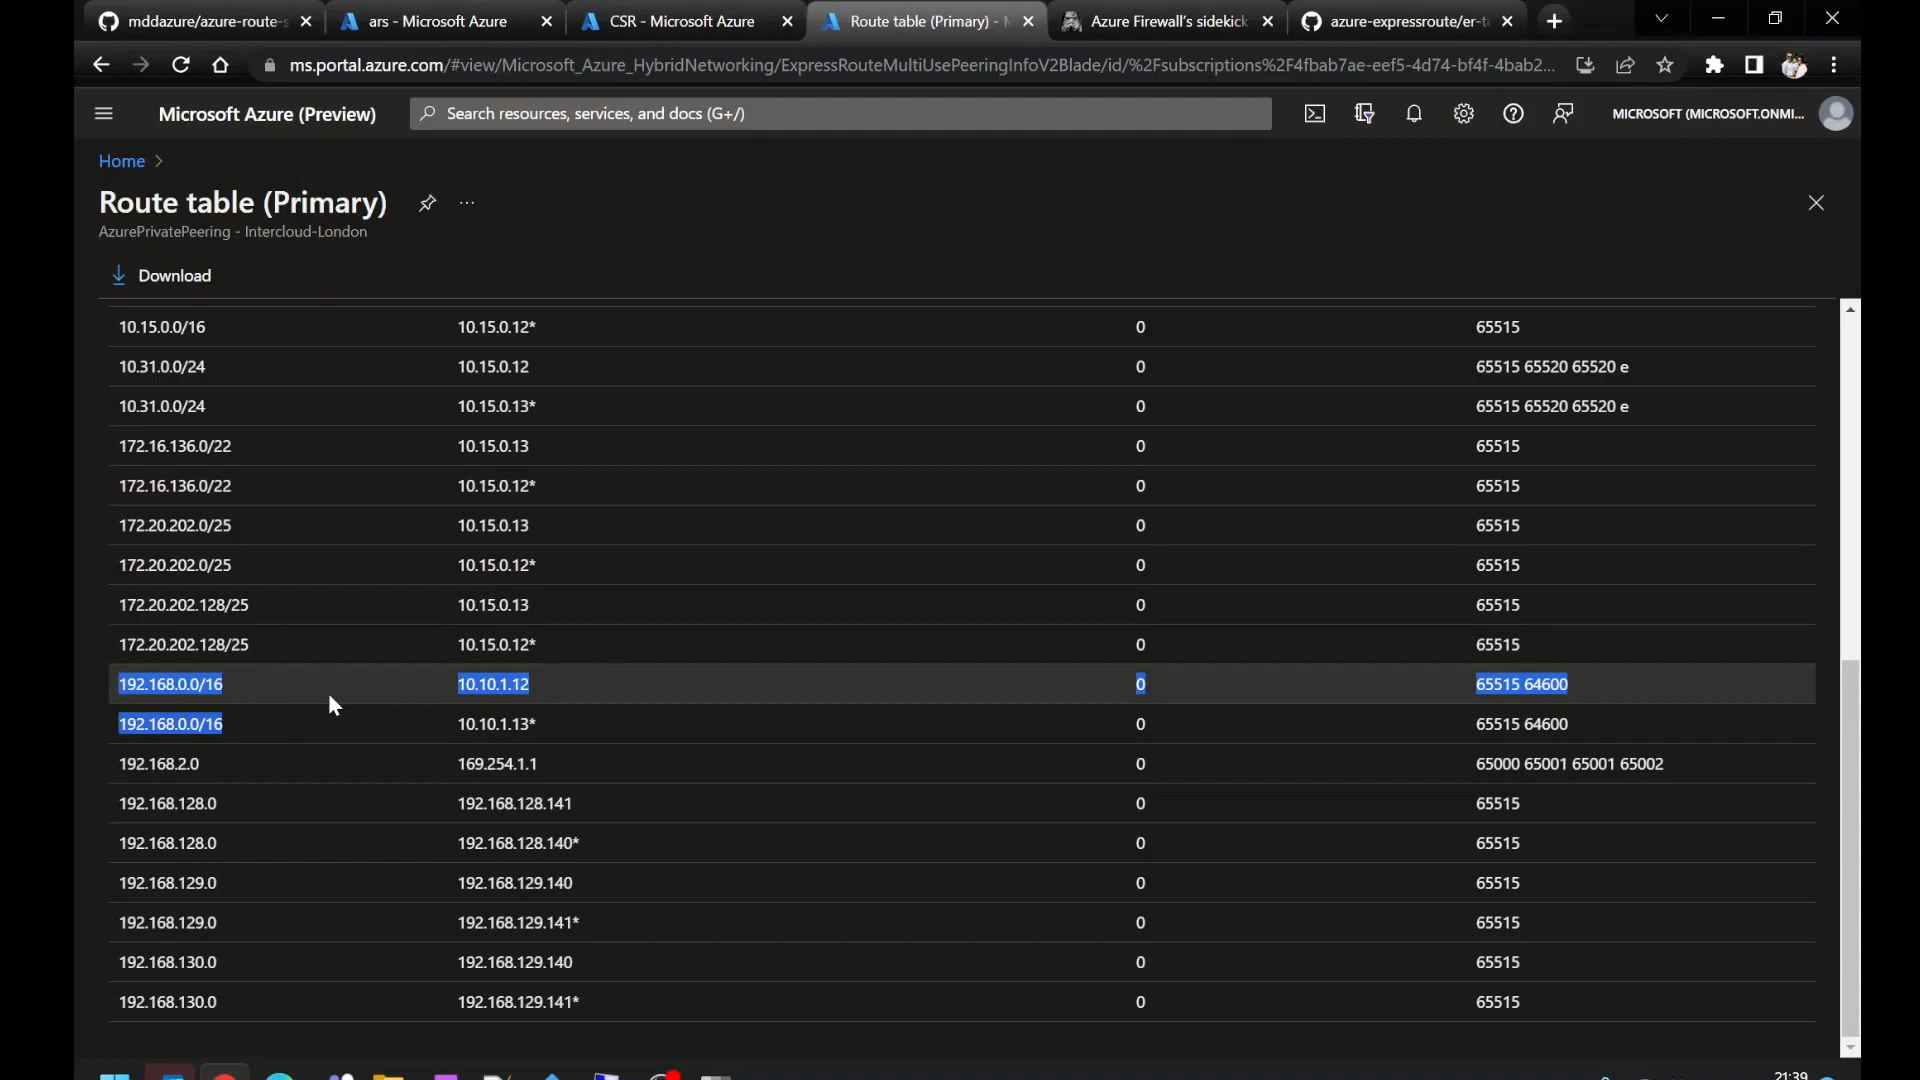 mddazure/azure-route-s
ars - Microsoft Azure
CSR - Microsoft Azure
Route table (Primary) - M
Azure Firewall's sidekick
azure-expressroute/er-t
ms.portal.azure.com/#view/Microsoft_Azure_HybridNetworking/ExpressRouteMultiUsePeeringInfoV2Blade/id/%2Fsubscriptions%2F4fbab7ae-eef5-4d74-bf4f-4bab2...
Microsoft Azure (Preview)
Search resources, services, and docs (G+/)
MICROSOFT (MICROSOFT.ONMI...
Home
Route table (Primary)
AzurePrivatePeering - Intercloud-London
Download
10.15.0.0/16 10.15.0.12* 0 65515
10.31.0.0/24 10.15.0.12 0 65515 65520 65520 e
10.31.0.0/24 10.15.0.13* 0 65515 65520 65520 e
172.16.136.0/22 10.15.0.13 0 65515
172.16.136.0/22 10.15.0.12* 0 65515
172.20.202.0/25 10.15.0.13 0 65515
172.20.202.0/25 10.15.0.12* 0 65515
172.20.202.128/25 10.15.0.13 0 65515
172.20.202.128/25 10.15.0.12* 0 65515
192.168.0.0/16 10.10.1.12 0 65515 64600
192.168.0.0/16 10.10.1.13* 0 65515 64600
192.168.2.0 169.254.1.1 0 65000 65001 65001 65002
192.168.128.0 192.168.128.141 0 65515
192.168.128.0 192.168.128.140* 0 65515
192.168.129.0 192.168.129.140 0 65515
192.168.129.0 192.168.129.141* 0 65515
192.168.130.0 192.168.129.140 0 65515
192.168.130.0 192.168.129.141* 0 65515
21:39